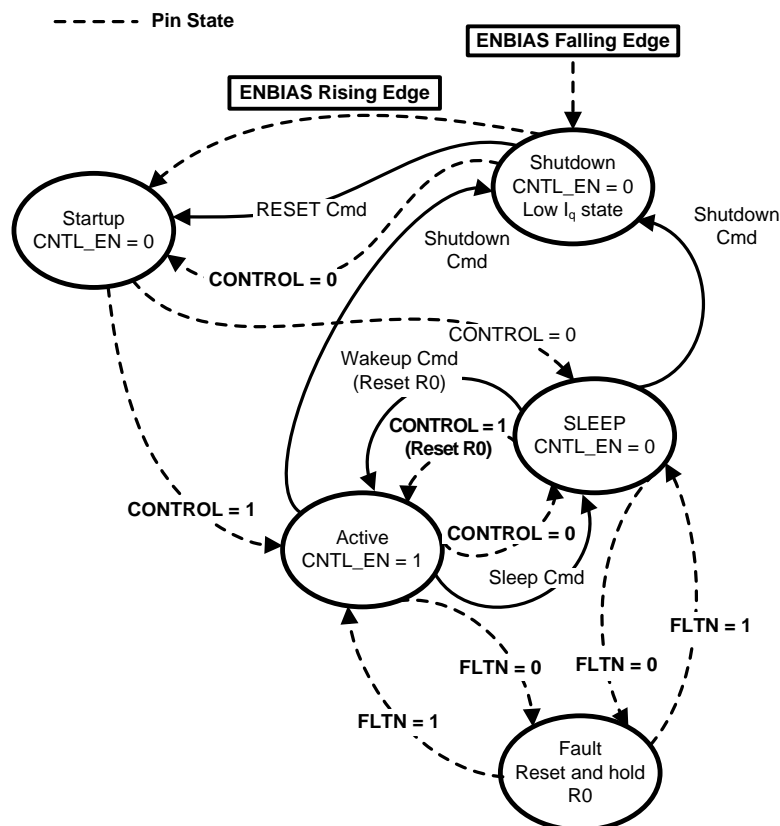 Pin State
ENBIAS Falling Edge
ENBIAS Rising Edge
Shutdown
CNTL_EN = 0
Low Iq state
Startup
CNTL_EN = 0
RESET Cmd
Shutdown
Cmd
Shutdown
Cmd
CONTROL = 0
CONTROL = 0
Wakeup Cmd
(Reset R0)
CONTROL = 1
(Reset R0)
SLEEP
CNTL_EN = 0
CONTROL = 1
Active
CNTL_EN = 1
CONTROL = 0
Sleep Cmd
FLTN = 1
FLTN = 0
FLTN = 0
FLTN = 1
Fault
Reset and hold
R0